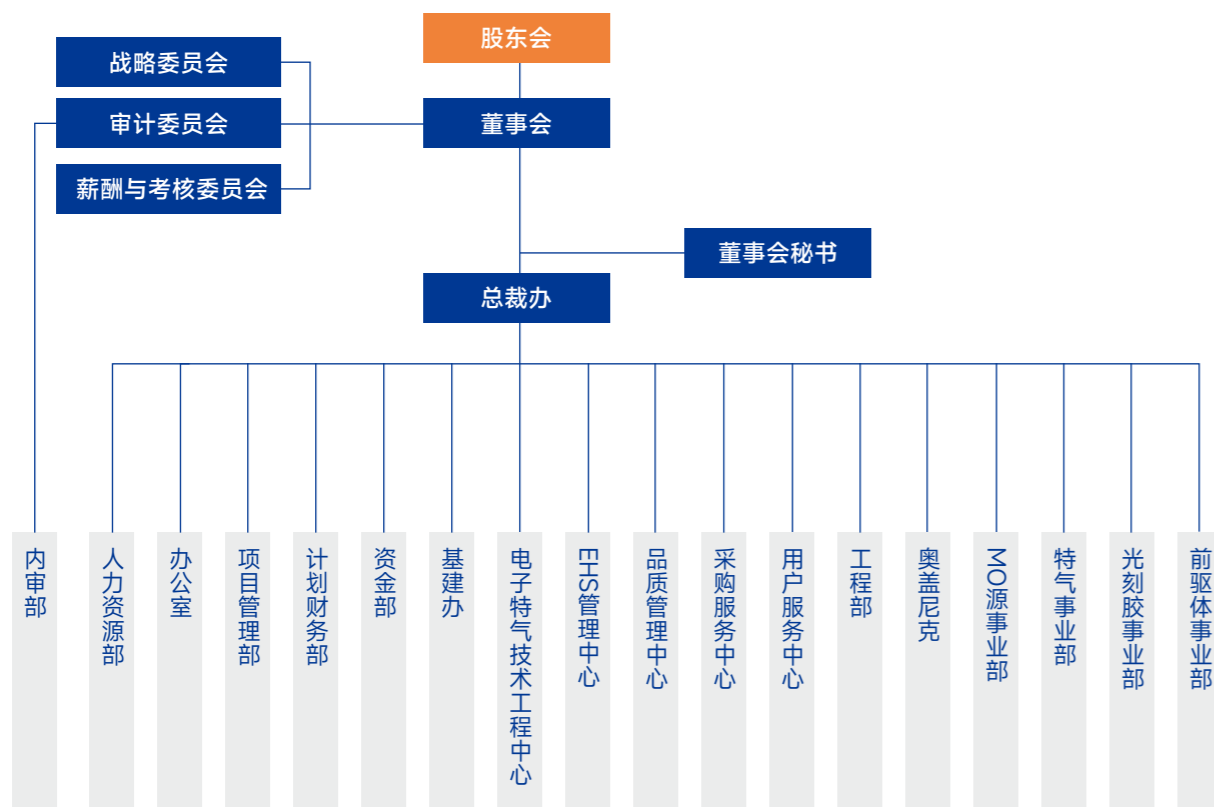 股东会
战略委员会
审计委员会
董事会
薪酬与考核委员会
董事会秘书
总裁办
内审部
人力资源部
办公室
项目管理部
计划财务部
资金部
基建办
电子特气技术工程中心
EHS管理中心
品质管理中心
采购服务中心
用户服务中心
工程部
奥盖尼克
MO源事业部
特气事业部
光刻胶事业部
前驱体事业部